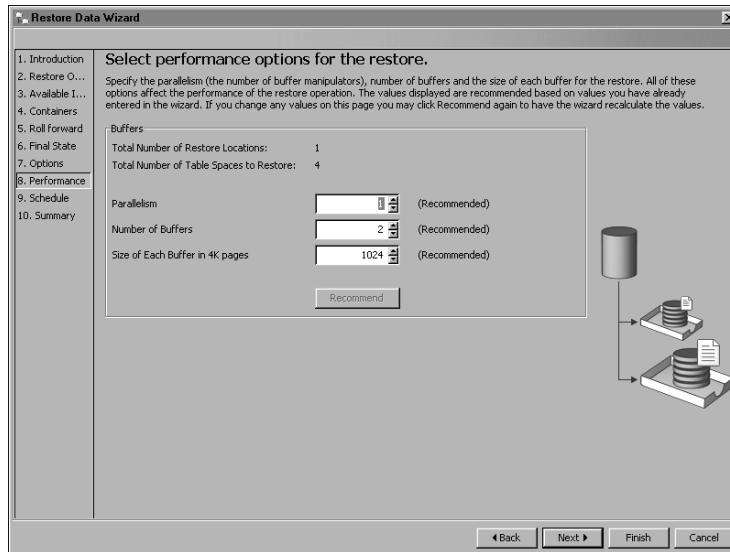 Restore Data Wizard
1. Introduction
2. Restore O...
3. Available I...
4. Containers
5. Roll forward
6. Final State
7. Options
8. Performance
9. Schedule
10. Summary
Select performance options for the restore.
Specify the parallelism (the number of buffer manipulators), number of buffers and the size of each buffer for the restore. All of these
options affect the performance of the restore operation. The values displayed are recommended based on values you have already
entered in the wizard. If you change any values on this page you may click Recommend again to have the wizard recalculate the values.
Buffers
Total Number of Restore Locations: 1
Total Number of Table Spaces to Restore: 4
Parallelism 1 (Recommended)
Number of Buffers 2 (Recommended)
Size of Each Buffer in 4K pages 1024 (Recommended)
Recommend
Back Next Finish Cancel